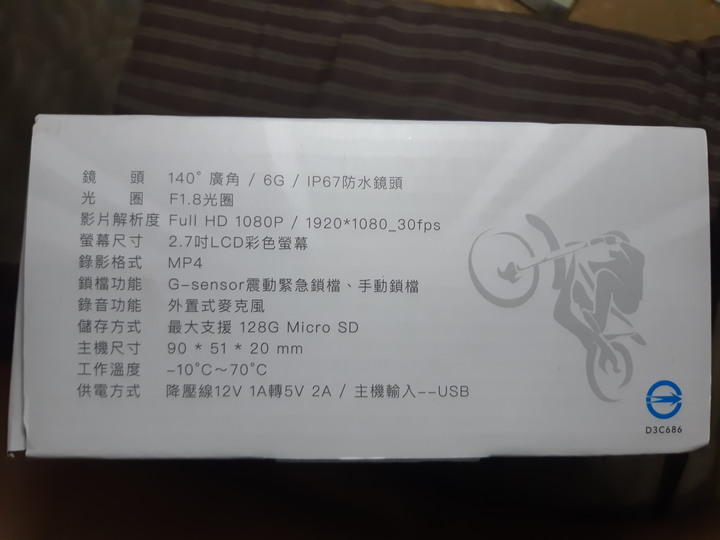 鏡頭 140° 廣角 / 6G / IP67防水鏡頭
光圈 F1.8光圈
影片解析度 Full HD 1080P / 1920*1080_30fps
螢幕尺寸 2.7吋LCD彩色螢幕
錄影格式 MP4
鎖檔功能 G-sensor震動緊急鎖檔、手動鎖檔
錄音功能 外置式麥克風
儲存方式 最大支援 128G Micro SD
主機尺寸 90 * 51 * 20 mm
工作溫度 -10°C～70°C
供電方式 降壓線12V 1A轉5V 2A / 主機輸入--USB
D3C686